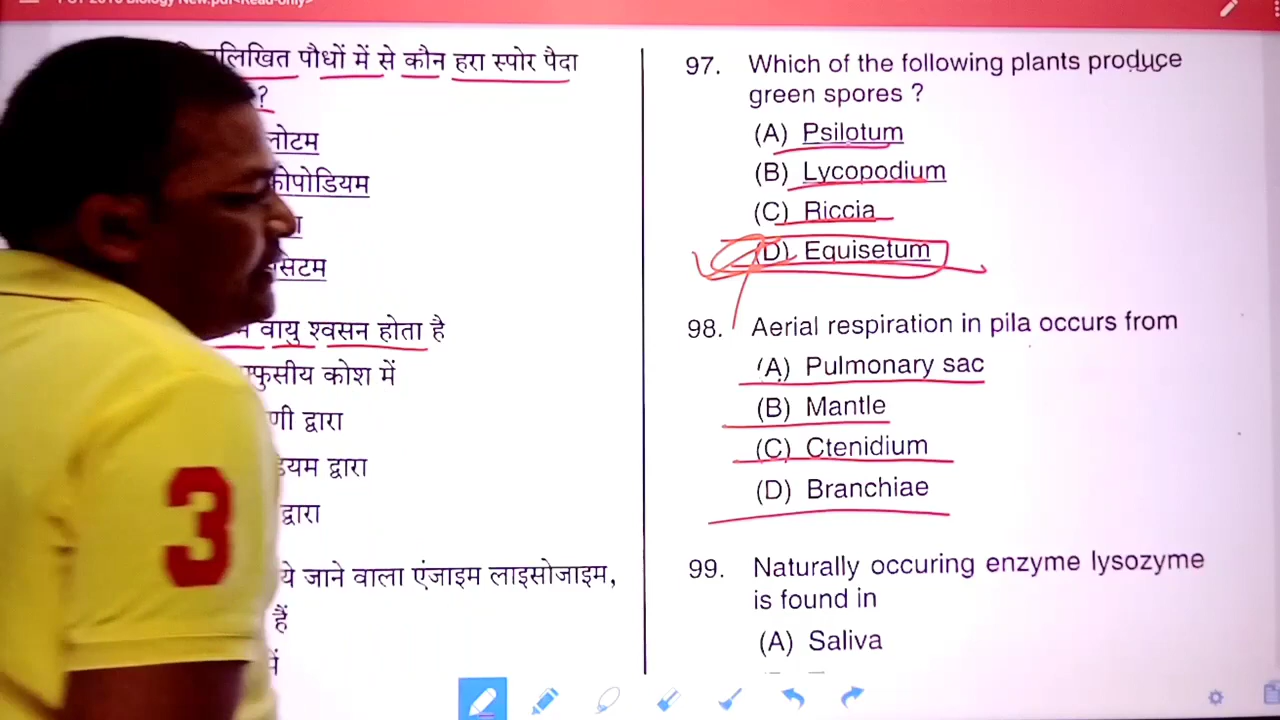 लिखित पौधों में से कौन हरा स्पोर पैदा
?
लोटम
कोपोडियम
सेटम
वायु श्वसन होता है
फुसीय कोश में
णी द्वारा
डियम द्वारा
द्वारा
ये जाने वाला एंजाइम लाइसोजाइम,
हैं
में
97. Which of the following plants produce
green spores ?
(A) Psilotum
(B) Lycopodium
(C) Riccia
(D) Equisetum
98. Aerial respiration in pila occurs from
(A) Pulmonary sac
(B) Mantle
(C) Ctenidium
(D) Branchiae
99. Naturally occuring enzyme lysozyme
is found in
(A) Saliva
3